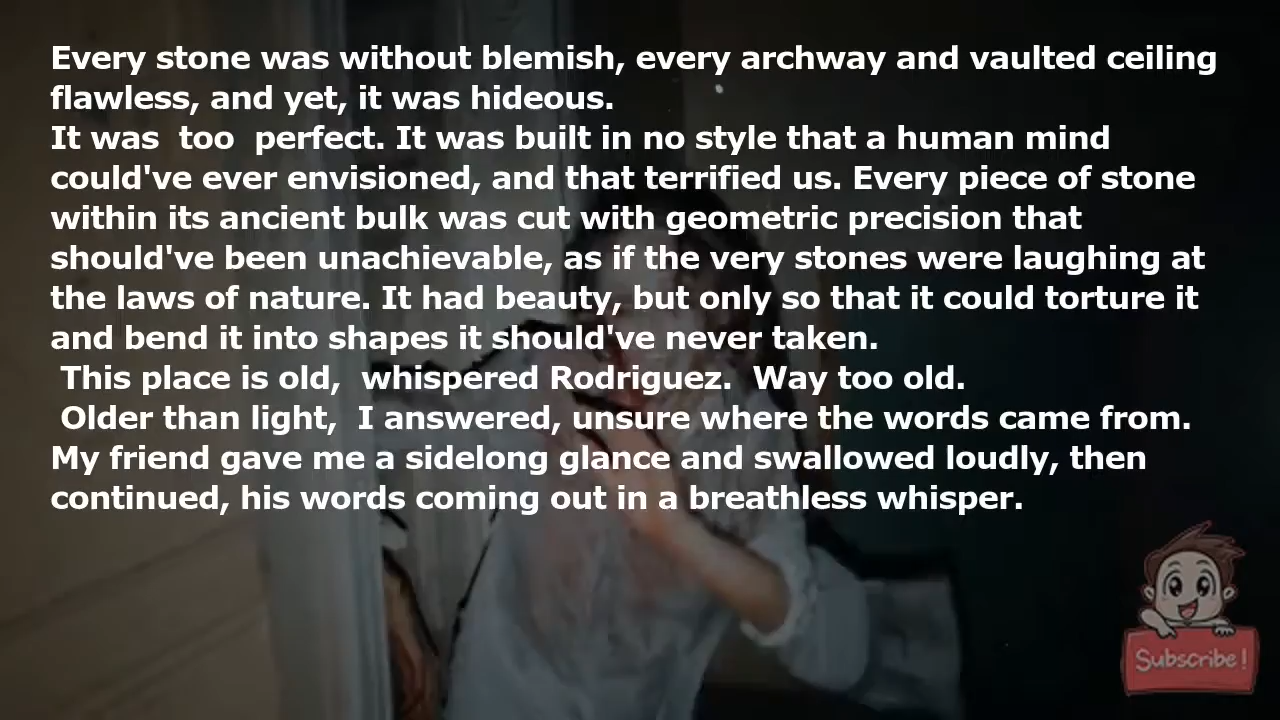 Every stone was without blemish, every archway and vaulted ceiling
flawless, and yet, it was hideous.
It was  too  perfect. It was built in no style that a human mind
could've ever envisioned, and that terrified us. Every piece of stone
within its ancient bulk was cut with geometric precision that
should've been unachievable, as if the very stones were laughing at
the laws of nature. It had beauty, but only so that it could torture it
and bend it into shapes it should've never taken.
 This place is old,  whispered Rodriguez.  Way too old.
 Older than light,  I answered, unsure where the words came from.
My friend gave me a sidelong glance and swallowed loudly, then
continued, his words coming out in a breathless whisper.
Subscribe!